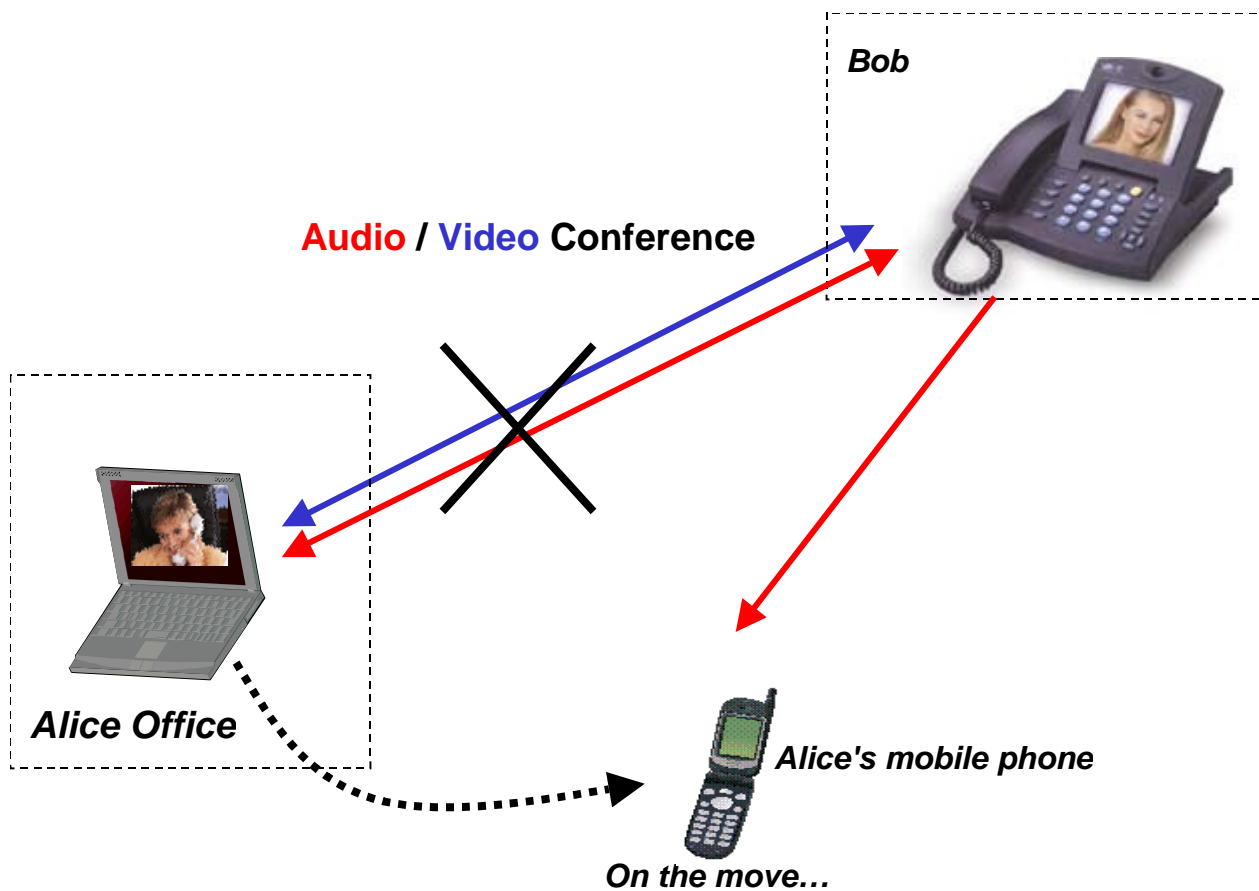 Bob
Audio / Video Conference
Alice Office
Alice's mobile phone
On the move…